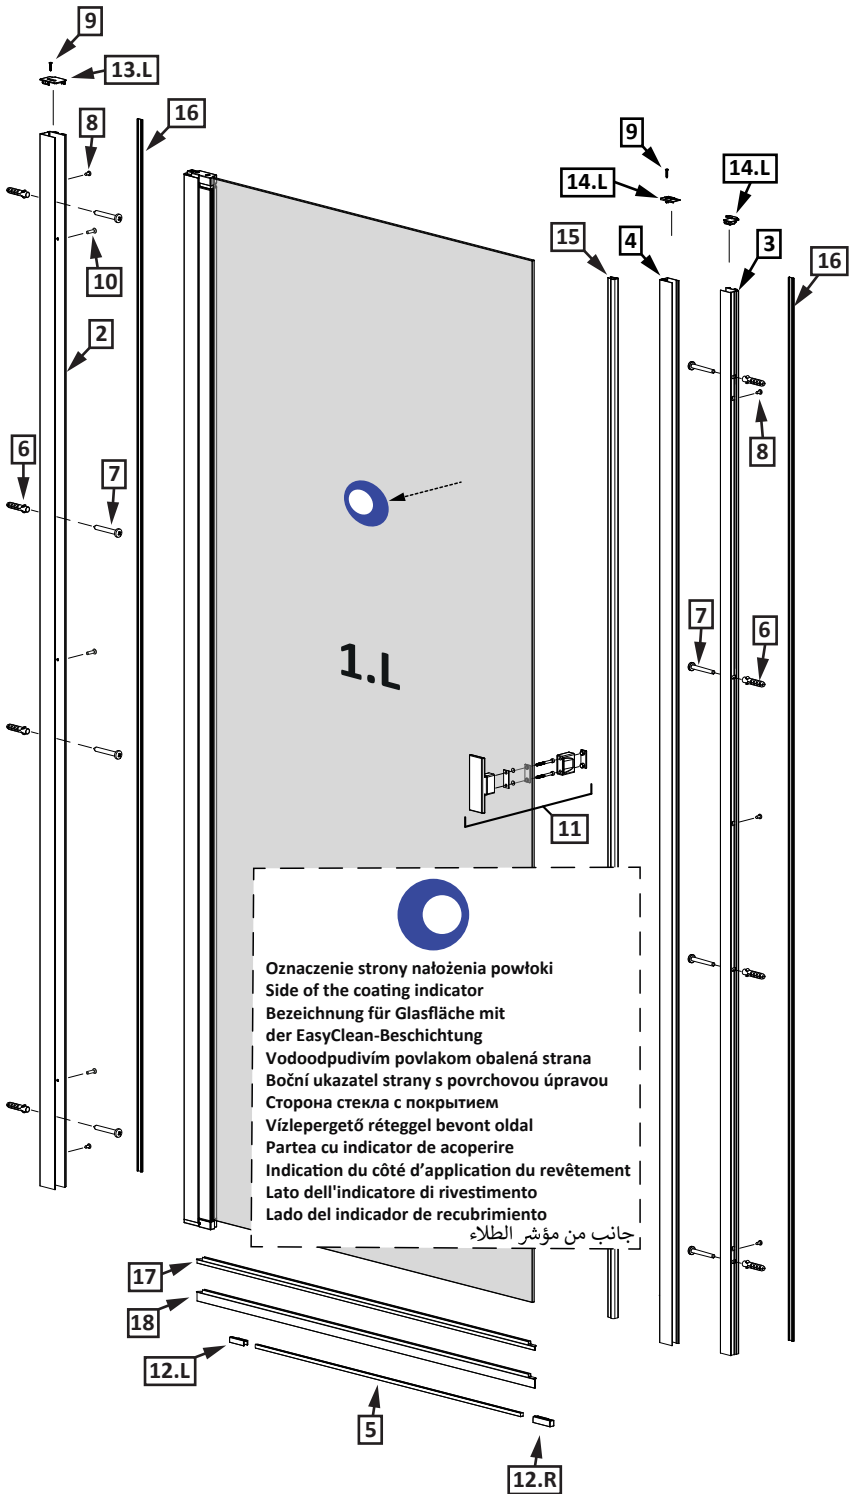 9
13.L
8
16
9
14.L
14.L
15
4
3
16
10
2
6
7
8
1.L
7
6
11
Oznaczenie strony nałożenia powłoki
Side of the coating indicator
Bezeichnung für Glasfläche mit
der EasyClean-Beschichtung
Vodoodpudivím povlakom obalená strana
Boční ukazatel strany s povrchovou úpravou
Сторона стекла с покрытием
Vízlepergető réteggel bevont oldal
Partea cu indicator de acoperire
Indication du côté d’application du revêtement
Lato dell'indicatore di rivestimento
Lado del indicador de recubrimiento
جانب من مؤشر الطلاء
17
18
12.L
5
12.R